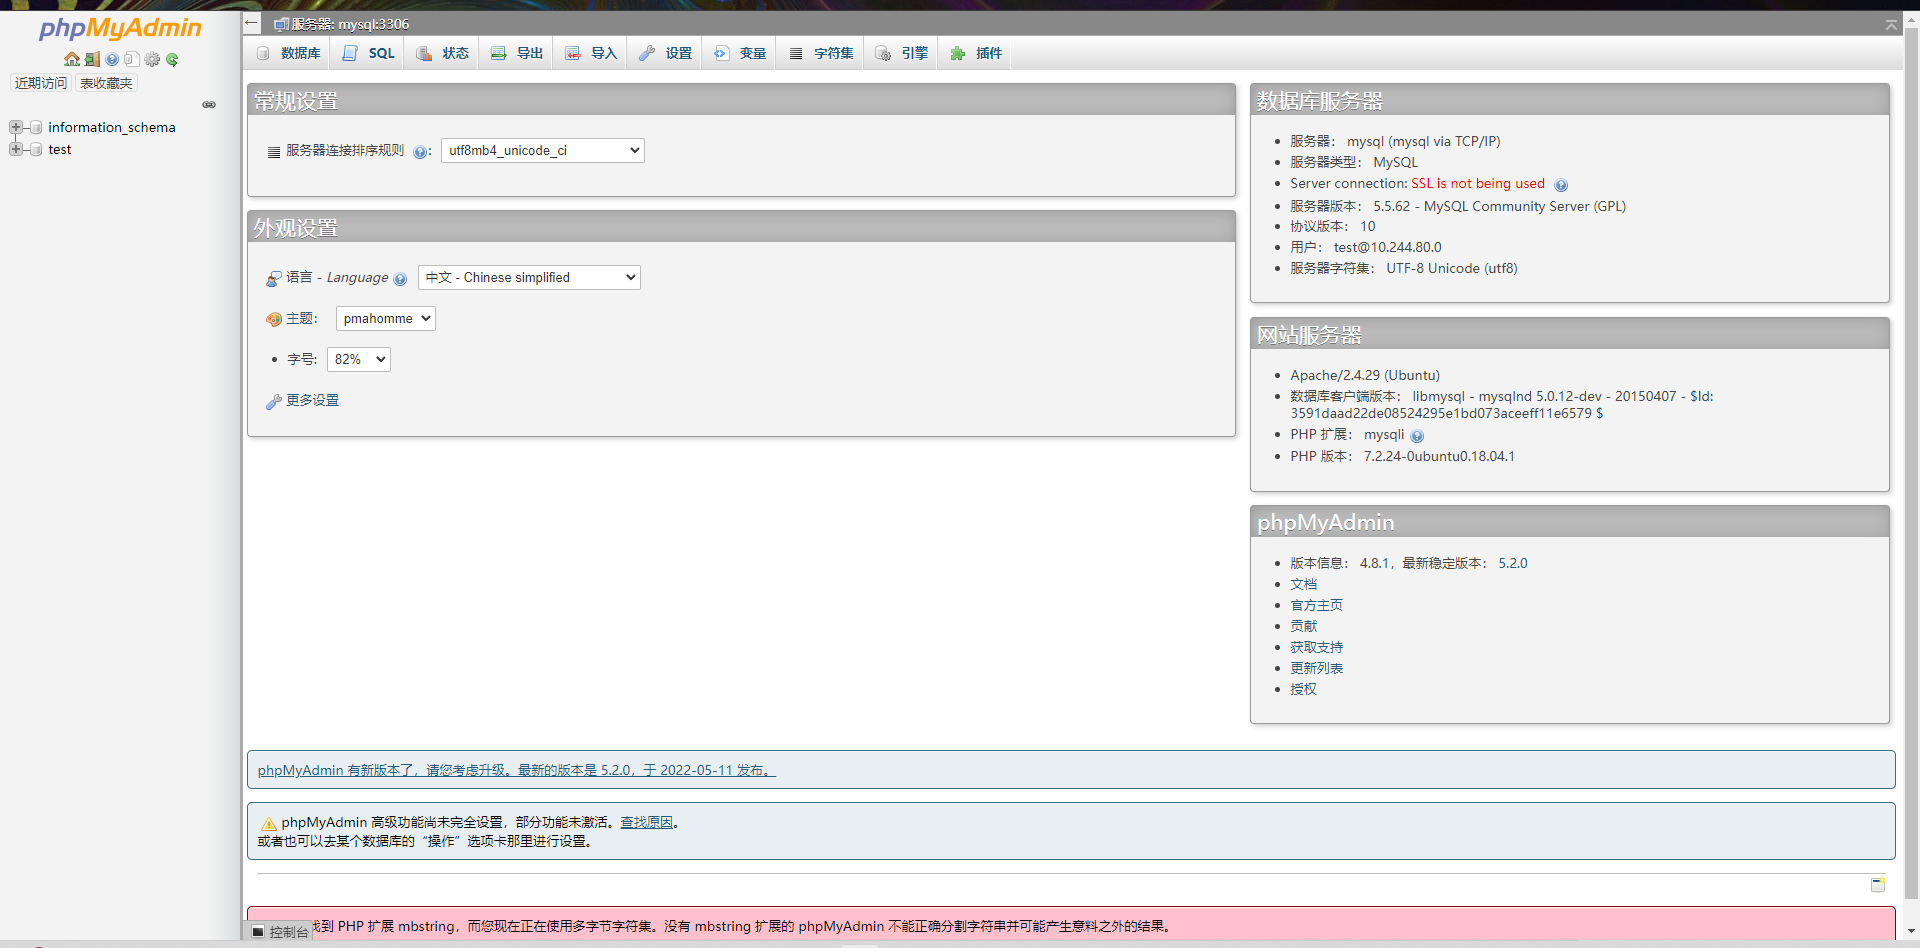 phpMyAdmin
近期访问 表收藏夹
information_schema
test
服务器: mysql:3306
数据库 SQL 状态 导出 导入 设置 变量 字符集 引擎 插件
常规设置
服务器连接排序规则 : utf8mb4_unicode_ci
外观设置
语言 - Language 中文 - Chinese simplified
主题: pmahomme
字号: 82%
更多设置
数据库服务器
服务器: mysql (mysql via TCP/IP)
服务器类型: MySQL
Server connection: SSL is not being used
服务器版本: 5.5.62 - MySQL Community Server (GPL)
协议版本: 10
用户: test@10.244.80.0
服务器字符集: UTF-8 Unicode (utf8)
网站服务器
Apache/2.4.29 (Ubuntu)
数据库客户端版本: libmysql - mysqlnd 5.0.12-dev - 20150407 - $Id:
3591daad22de08524295e1bd073aceeff11e6579 $
PHP 扩展: mysqli
PHP 版本: 7.2.24-0ubuntu0.18.04.1
phpMyAdmin
版本信息: 4.8.1，最新稳定版本: 5.2.0
文档
官方主页
贡献
获取支持
更新列表
授权
phpMyAdmin 有新版本了，请您考虑升级。最新的版本是 5.2.0，于 2022-05-11 发布。
phpMyAdmin 高级功能尚未完全设置，部分功能未激活。查找原因。
或者也可以去某个数据库的“操作”选项卡那里进行设置。
找到 PHP 扩展 mbstring，而您现在正在使用多字节字符集。没有 mbstring 扩展的 phpMyAdmin 不能正确分割字符串并可能产生意料之外的结果。
控制台